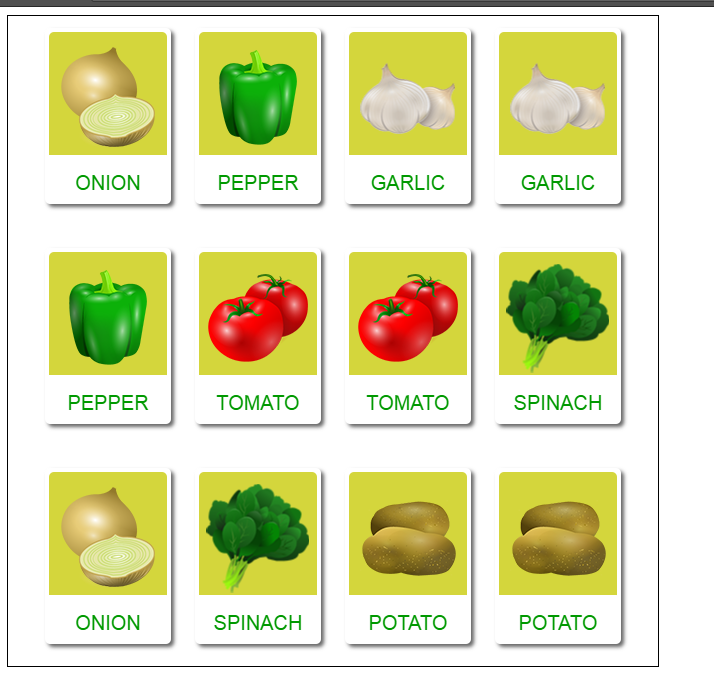 ONION PEPPER GARLIC GARLIC
PEPPER TOMATO TOMATO SPINACH
ONION SPINACH POTATO POTATO